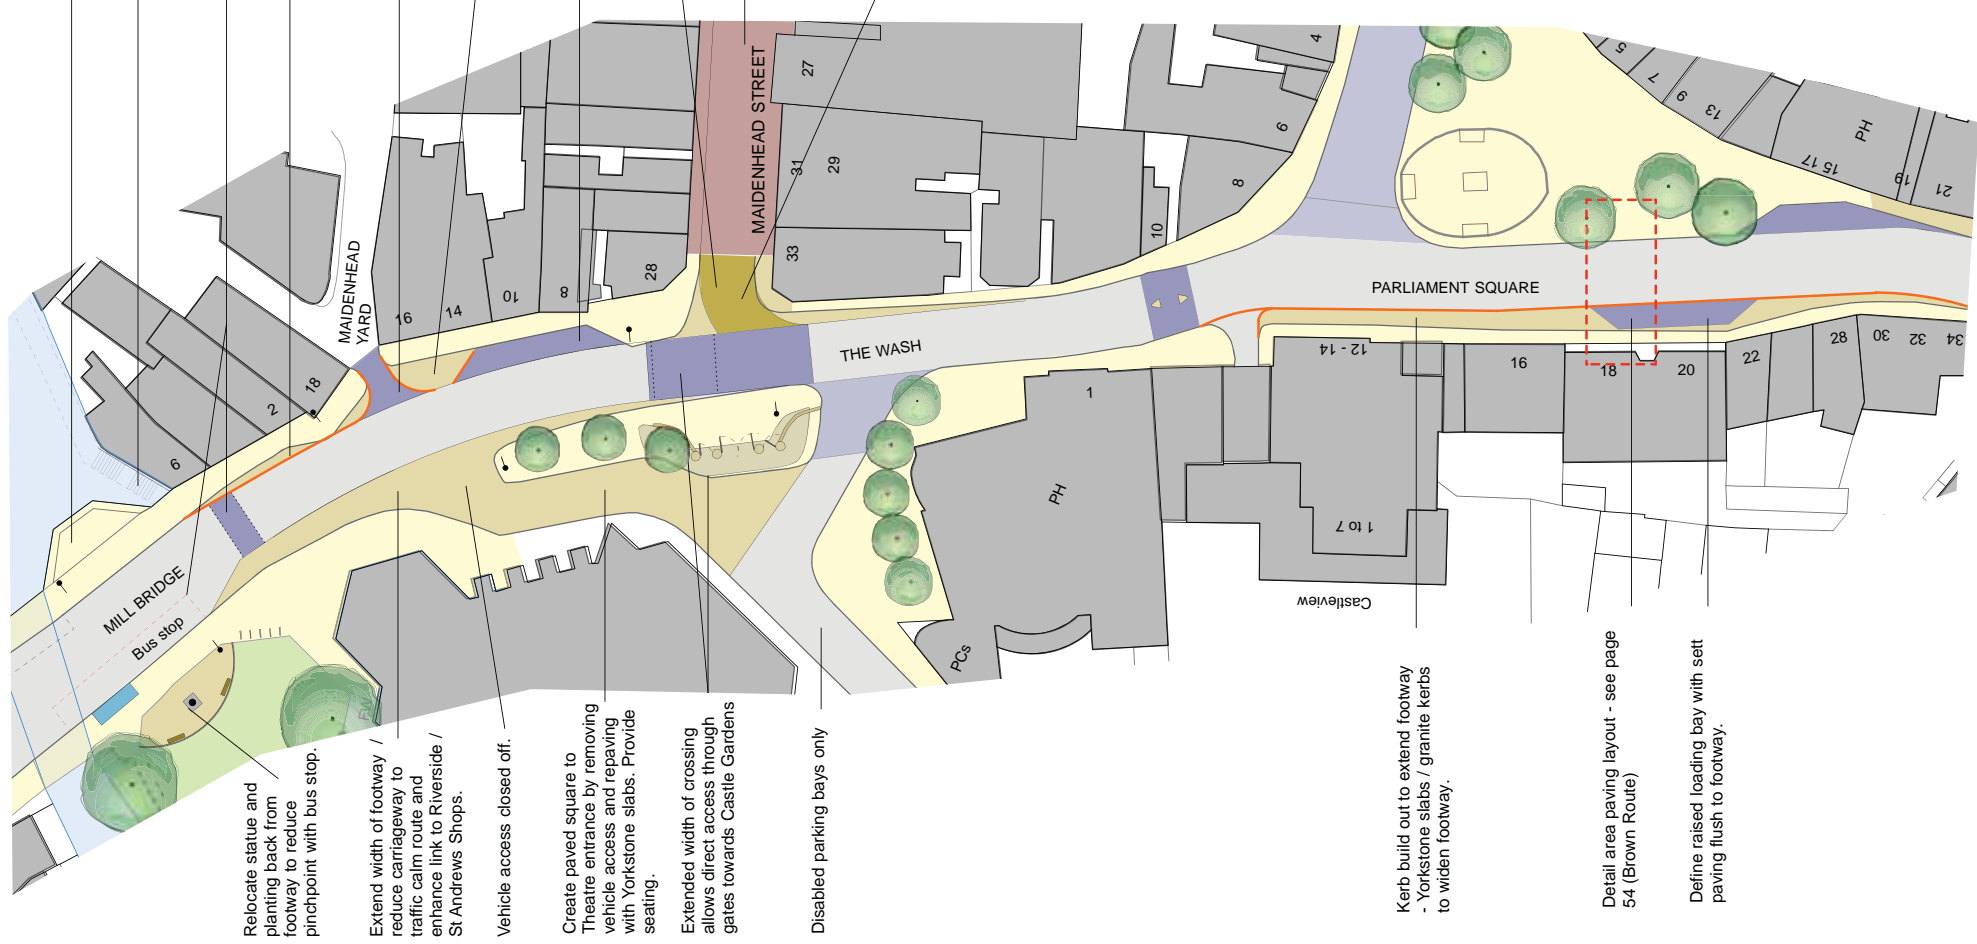 MAIDENHEAD STREET
27
31
29
33
4
6
8
10
5
7
9
13
PH
15 17
19
21
MAIDENHEAD
YARD
16
14
10
8
28
2
18
6
THE WASH
PARLIAMENT SQUARE
MILL BRIDGE
Bus stop
1
PH
PCs
12 - 14
1 to 7
Castleview
16
18
20
22
28
30
32
34
FW
Relocate statue and
planting back from
footway to reduce
pinchpoint with bus stop.
Extend width of footway /
reduce carriageway to
traffic calm route and
enhance link to Riverside /
St Andrews Shops.
Vehicle access closed off.
Create paved square to
Theatre entrance by removing
vehicle access and repaving
with Yorkstone slabs. Provide
seating.
Extended width of crossing
allows direct access through
gates towards Castle Gardens
Disabled parking bays only
Kerb build out to extend footway
- Yorkstone slabs / granite kerbs
to widen footway.
Detail area paving layout - see page
54 (Brown Route)
Define raised loading bay with sett
paving flush to footway.